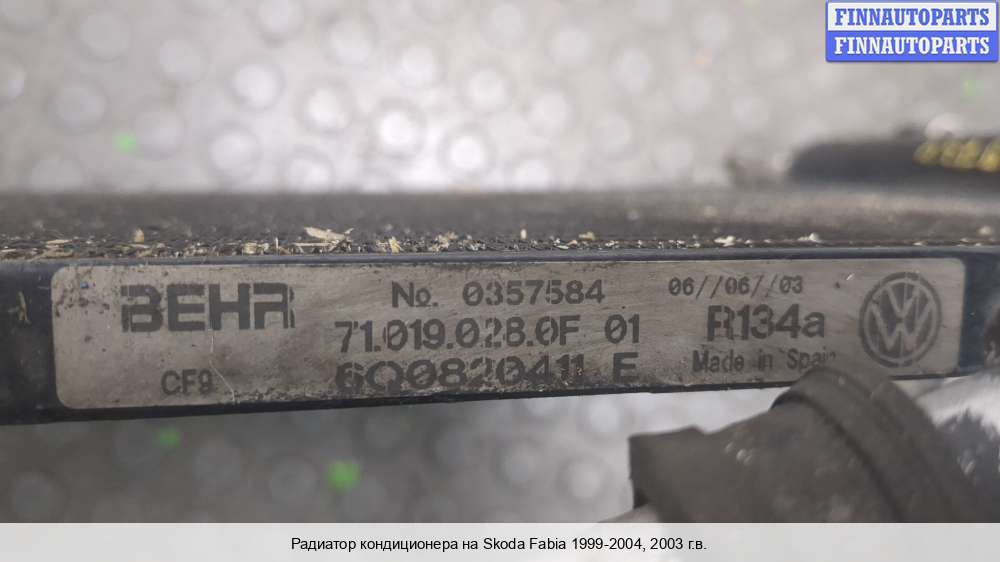 FINNAUTOPARTS
FINNAUTOPARTS
BEHR
No. 0357584
06//06//03
71.019.028.0F 01
R134a
6Q0820411 E
Made in Spain
CF9
VW
Радиатор кондиционера на Skoda Fabia 1999-2004, 2003 г.в.